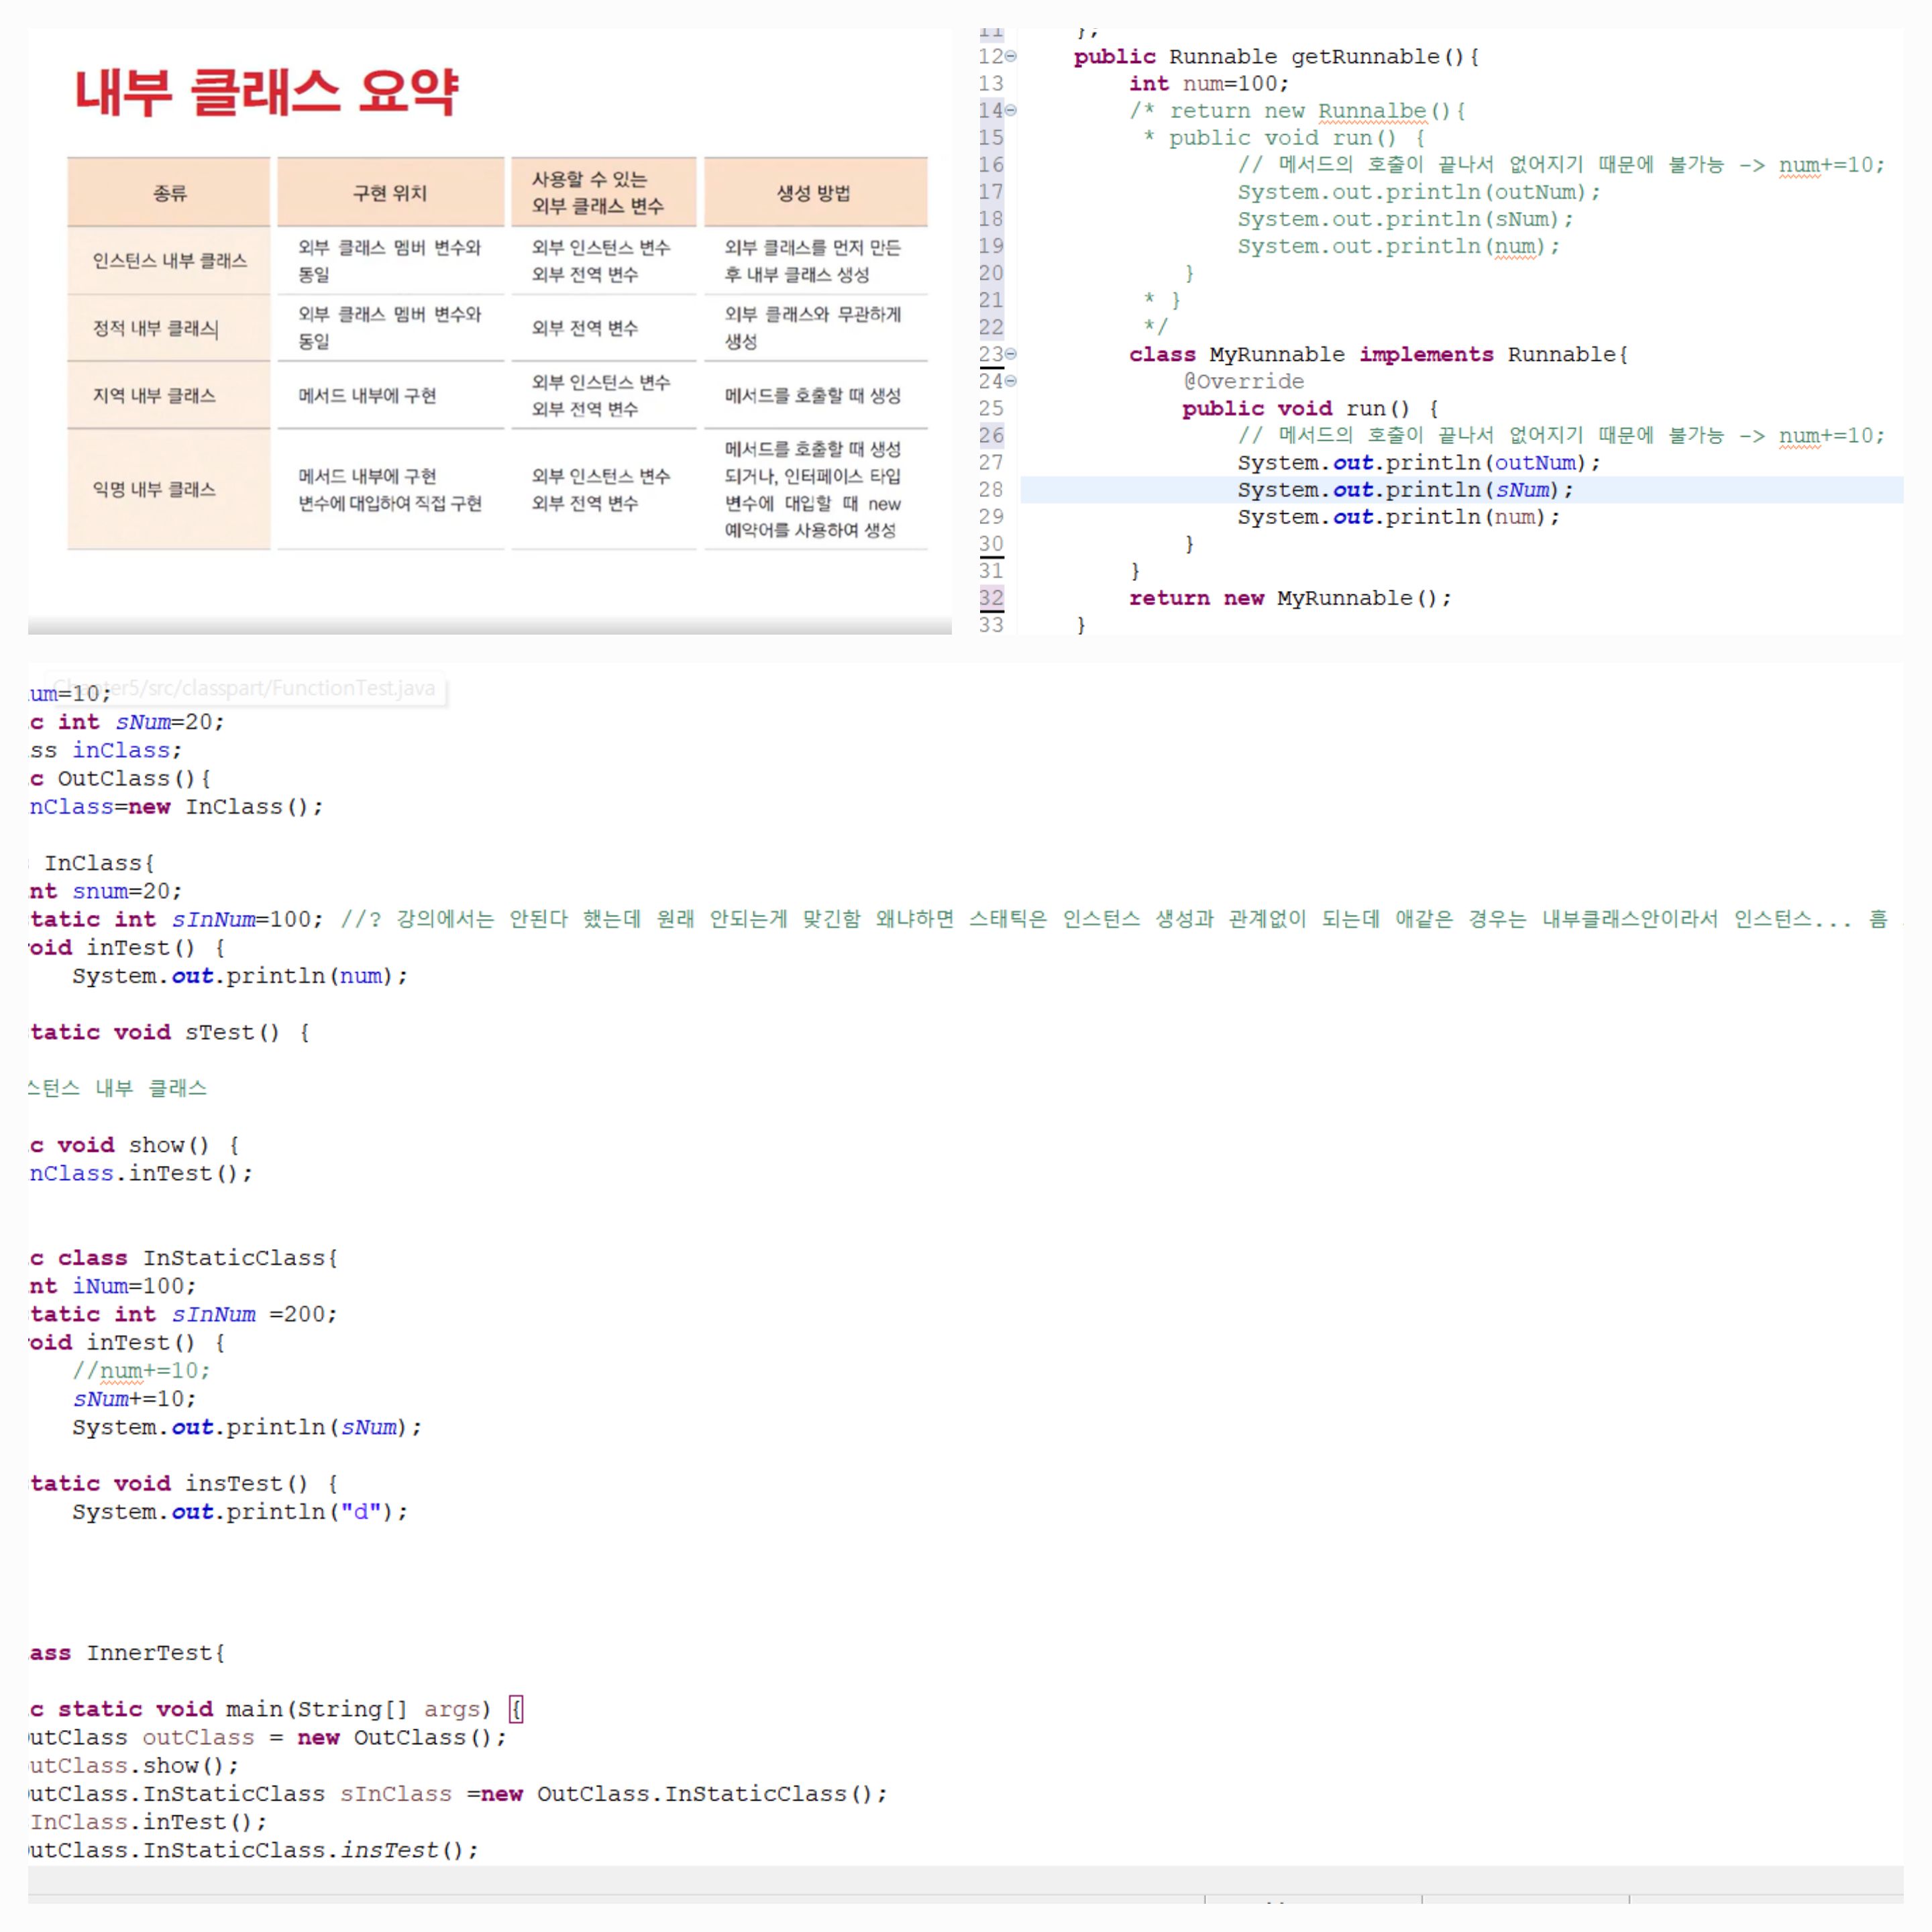 내부 클래스 요약
종류
구현 위치
사용할 수 있는
외부 클래스 변수
생성 방법
인스턴스 내부 클래스
외부 클래스 멤버 변수와
동일
외부 인스턴스 변수
외부 전역 변수
외부 클래스를 먼저 만든
후 내부 클래스 생성
정적 내부 클래스
외부 클래스 멤버 변수와
동일
외부 전역 변수
외부 클래스와 무관하게
생성
지역 내부 클래스
메서드 내부에 구현
외부 인스턴스 변수
외부 전역 변수
메서드를 호출할 때 생성
익명 내부 클래스
메서드 내부에 구현
변수에 대입하여 직접 구현
외부 인스턴스 변수
외부 전역 변수
메서드를 호출할 때 생성
되거나, 인터페이스 타입
변수에 대입할 때 new
예약어를 사용하여 생성
11 };
12 public Runnable getRunnable(){
13 int num=100;
14 /* return new Runnalbe(){
15 * public void run() {
16 // 메서드의 호출이 끝나서 없어지기 때문에 불가능 -> num+=10;
17 System.out.println(outNum);
18 System.out.println(sNum);
19 System.out.println(num);
20 }
21 * }
22 */
23 class MyRunnable implements Runnable{
24 @Override
25 public void run() {
26 // 메서드의 호출이 끝나서 없어지기 때문에 불가능 -> num+=10;
27 System.out.println(outNum);
28 System.out.println(sNum);
29 System.out.println(num);
30 }
31 }
32 return new MyRunnable();
33 }
Chapter5/src/classpart/FunctionTest.java
um=10;
c int sNum=20;
ss inClass;
c OutClass(){
nClass=new InClass();
InClass{
nt snum=20;
tatic int sInNum=100; //? 강의에서는 안된다 했는데 원래 안되는게 맞긴함 왜냐하면 스태틱은 인스턴스 생성과 관계없이 되는데 애같은 경우는 내부클래스안이라서 인스턴스... 흠
oid inTest() {
System.out.println(num);
tatic void sTest() {
스턴스 내부 클래스
c void show() {
nClass.inTest();
c class InStaticClass{
nt iNum=100;
tatic int sInNum =200;
oid inTest() {
//num+=10;
sNum+=10;
System.out.println(sNum);
tatic void insTest() {
System.out.println("d");
ass InnerTest{
c static void main(String[] args) {
utClass outClass = new OutClass();
utClass.show();
utClass.InStaticClass sInClass =new OutClass.InStaticClass();
InClass.inTest();
utClass.InStaticClass.insTest();